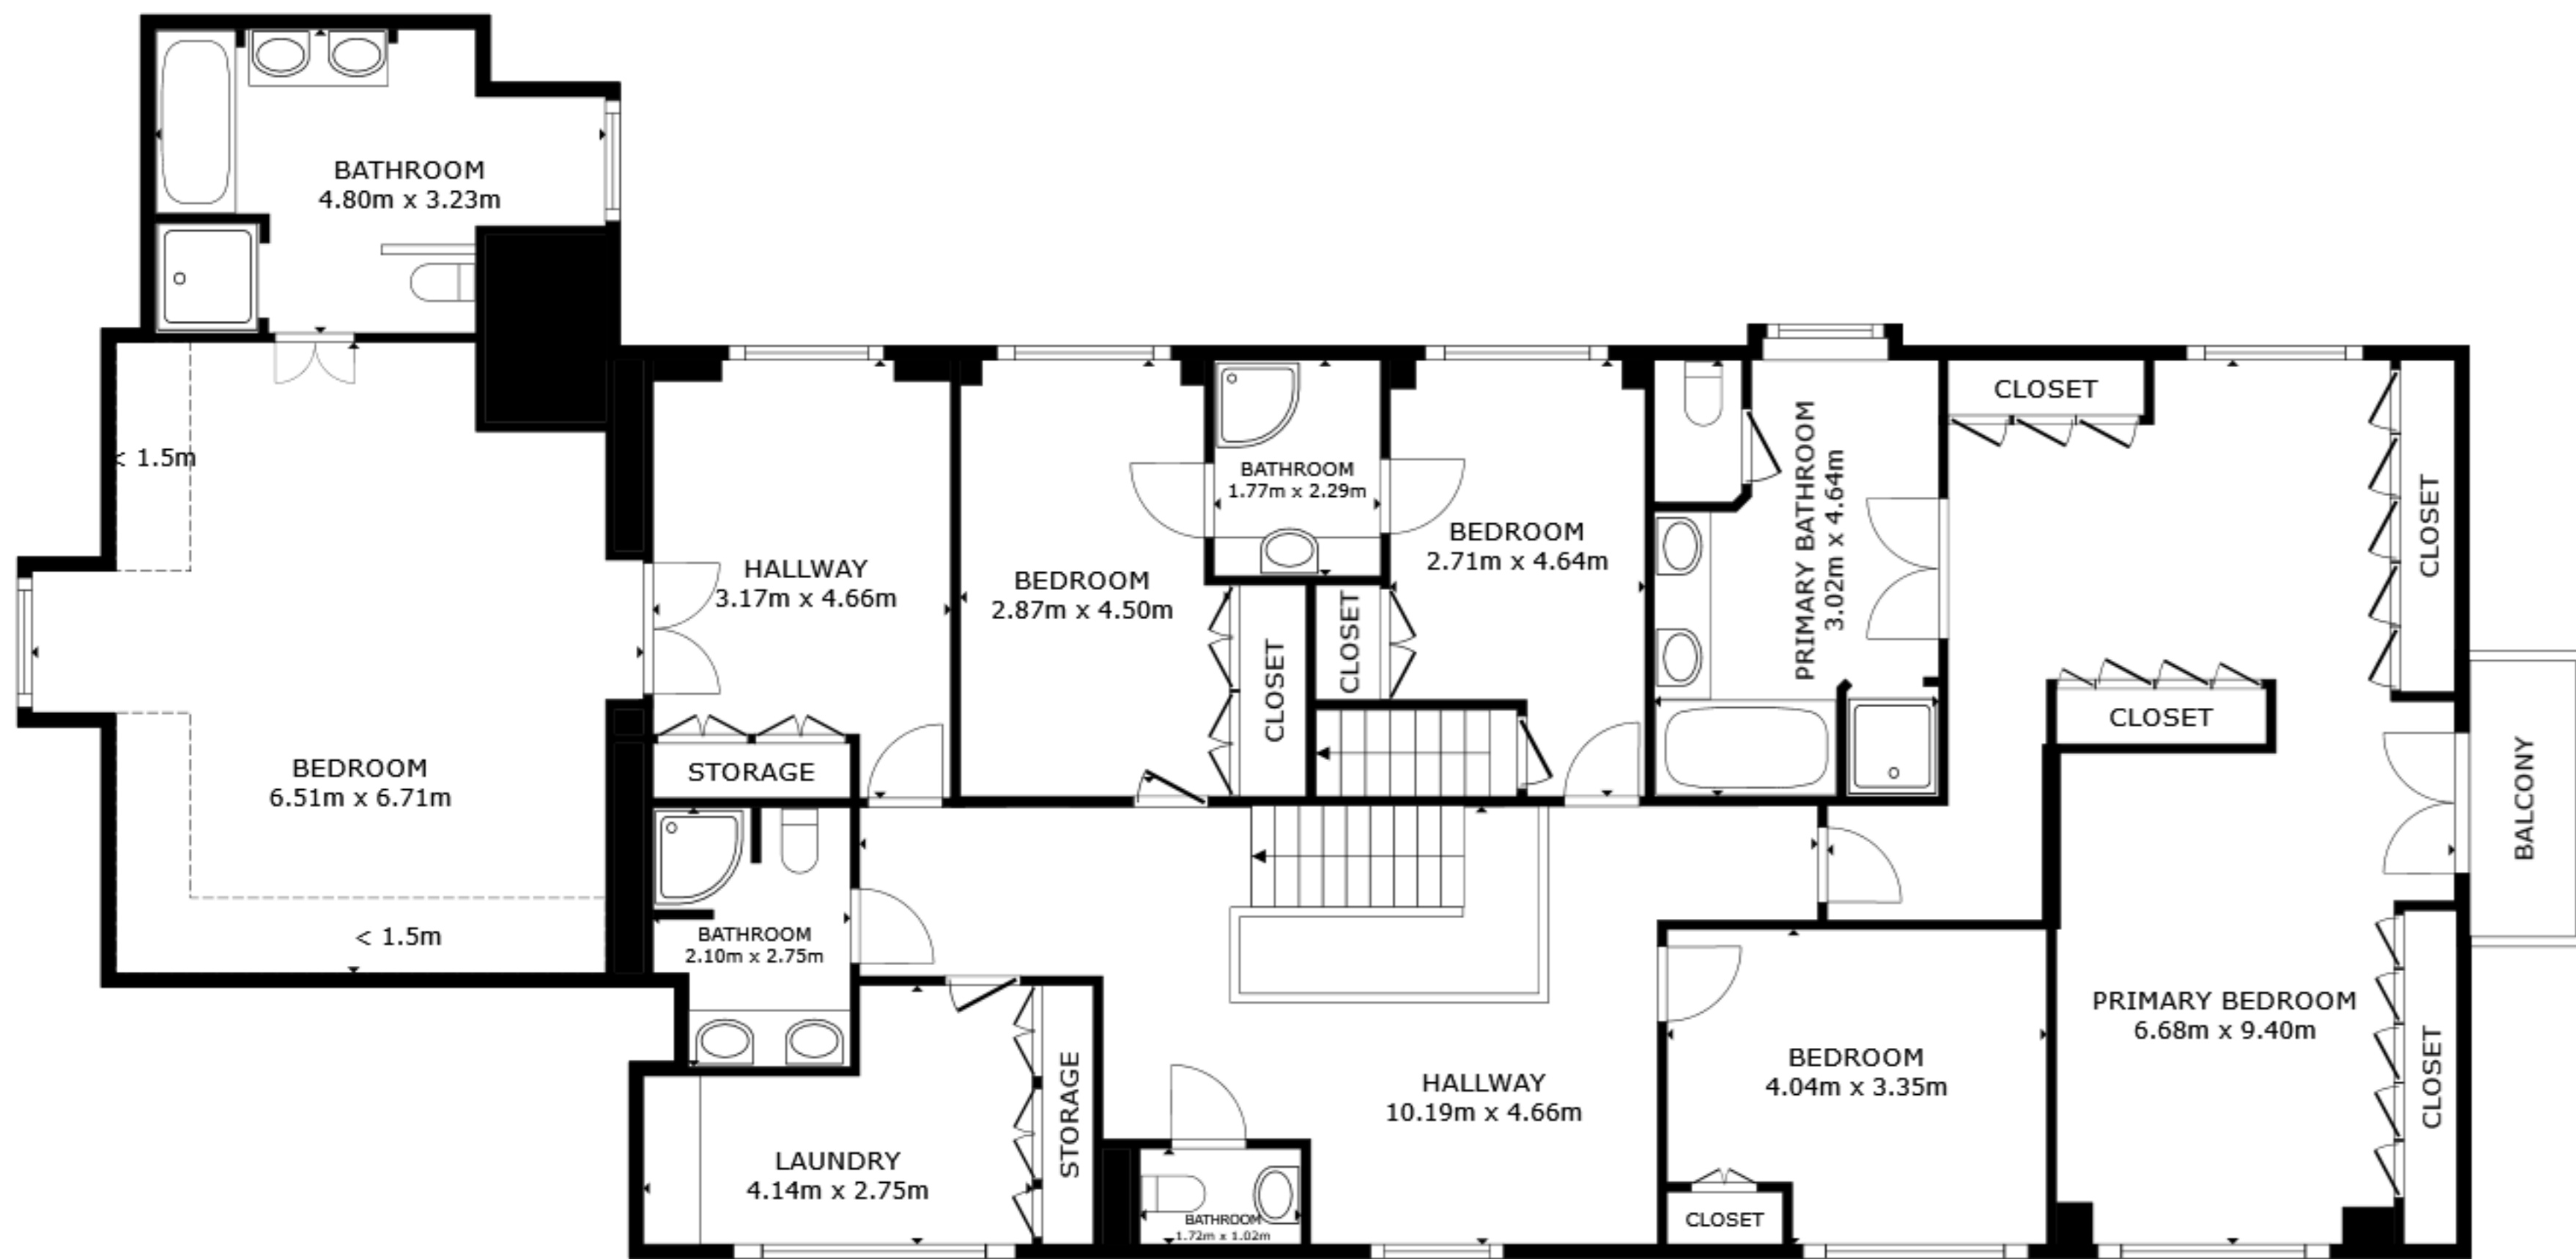 BATHROOM
4.80m x 3.23m
< 1.5m
BEDROOM
6.51m x 6.71m
< 1.5m
HALLWAY
3.17m x 4.66m
STORAGE
BATHROOM
2.10m x 2.75m
LAUNDRY
4.14m x 2.75m
STORAGE
BEDROOM
2.87m x 4.50m
CLOSET
BATHROOM
1.77m x 2.29m
CLOSET
BEDROOM
2.71m x 4.64m
PRIMARY BATHROOM
3.02m x 4.64m
CLOSET
CLOSET
CLOSET
BALCONY
HALLWAY
10.19m x 4.66m
BATHROOM
1.72m x 1.02m
BEDROOM
4.04m x 3.35m
CLOSET
PRIMARY BEDROOM
6.68m x 9.40m
CLOSET